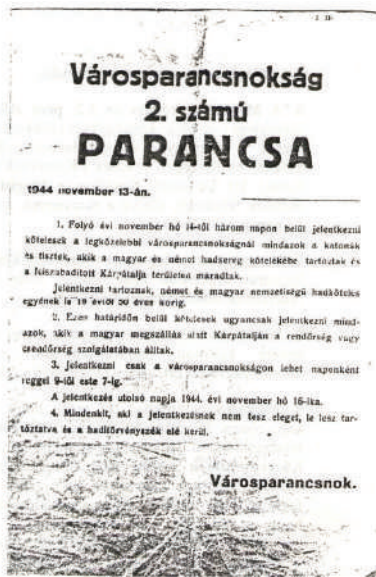 Városparancsnokság
2. számú
PARANCSA
1944 november 13-án.
1. Folyó évi november hó 14-től három napon belül jelentkezni
kötelesek a legközelebbi városparancsnokságnál mindazok a katonák
és tisztek, akik a magyar és német hadsereg kötelékébe tartoztak és
a felszabadított Kárpátalja területén maradtak.
Jelentkezni tartoznak, német és magyar nemzetiségű hadköteles
egyének is 18 évtől 50 éves korig.
2. Ezen határidőn belül kötelesek ugyancsak jelentkezni mind-
azok, akik a magyar megszállás alatt Kárpátalján a rendőrség vagy
csendőrség szolgálatában álltak.
3. Jelentkezni csak a városparancsnokságon lehet naponként
reggel 9-től este 7-ig.
A jelentkezés utolsó napja 1944. évi november hó 16-ika.
4. Mindenkit, aki a jelentkezésnek nem tesz eleget, le lesz tar-
tóztatva és a haditörvényszék elé kerül.
Városparancsnok.